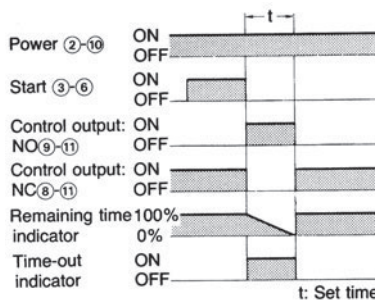 t
Power ②-⑩ ON
OFF
Start ③-⑥ ON
OFF
Control output: ON
NO⑨-⑪ OFF
Control output: ON
NC⑧-⑪ OFF
Remaining time 100%
indicator 0%
Time-out ON
indicator OFF
t: Set time